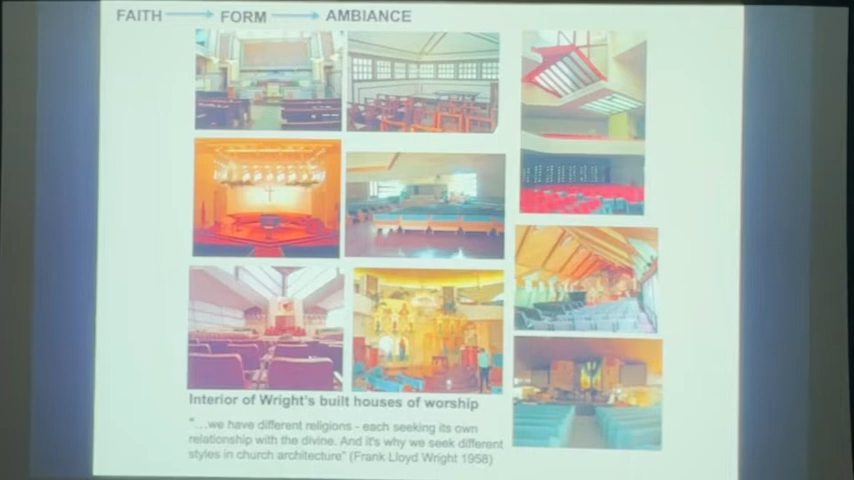 FAITH → FORM → AMBIANCE
Interior of Wright's built houses of worship
"...we have different religions - each seeking its own
relationship with the divine. And it's why we seek different
styles in church architecture" (Frank Lloyd Wright 1958)